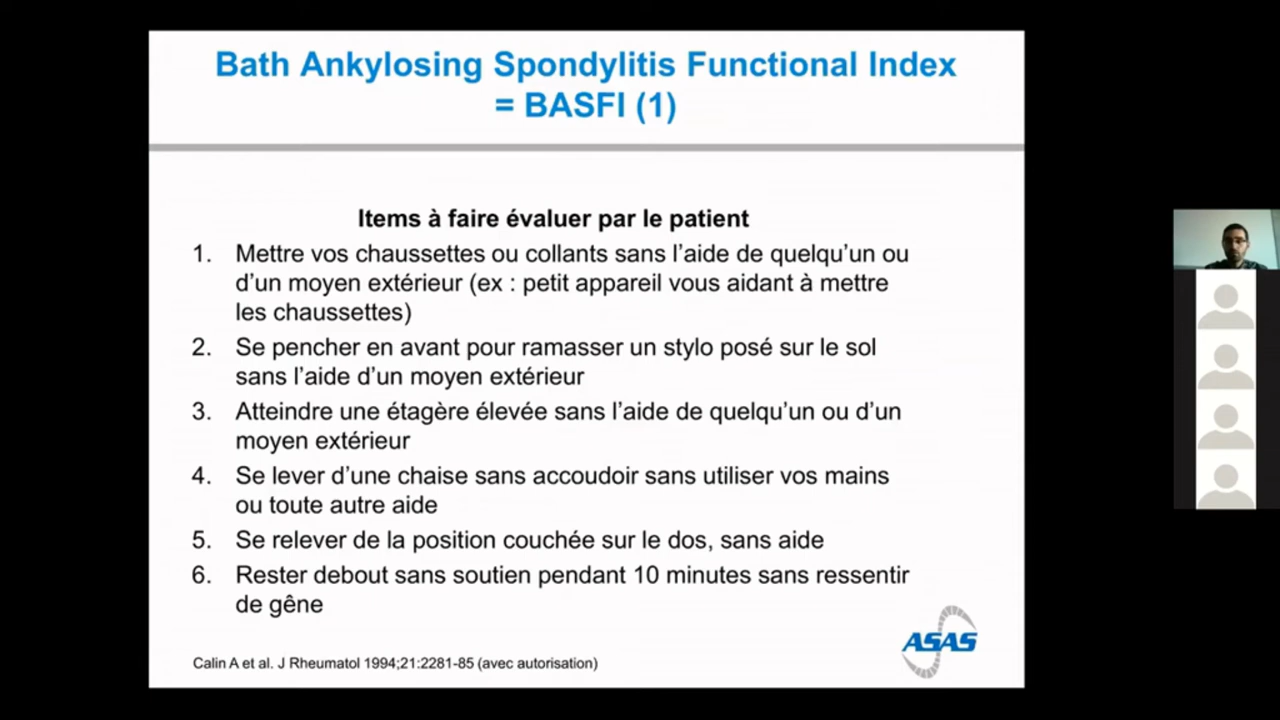 Bath Ankylosing Spondylitis Functional Index
= BASFI (1)
Items à faire évaluer par le patient
1. Mettre vos chaussettes ou collants sans l’aide de quelqu’un ou
d’un moyen extérieur (ex : petit appareil vous aidant à mettre
les chaussettes)
2. Se pencher en avant pour ramasser un stylo posé sur le sol
sans l’aide d’un moyen extérieur
3. Atteindre une étagère élevée sans l’aide de quelqu’un ou d’un
moyen extérieur
4. Se lever d’une chaise sans accoudoir sans utiliser vos mains
ou toute autre aide
5. Se relever de la position couchée sur le dos, sans aide
6. Rester debout sans soutien pendant 10 minutes sans ressentir
de gêne
ASAS
Calin A et al. J Rheumatol 1994;21:2281-85 (avec autorisation)